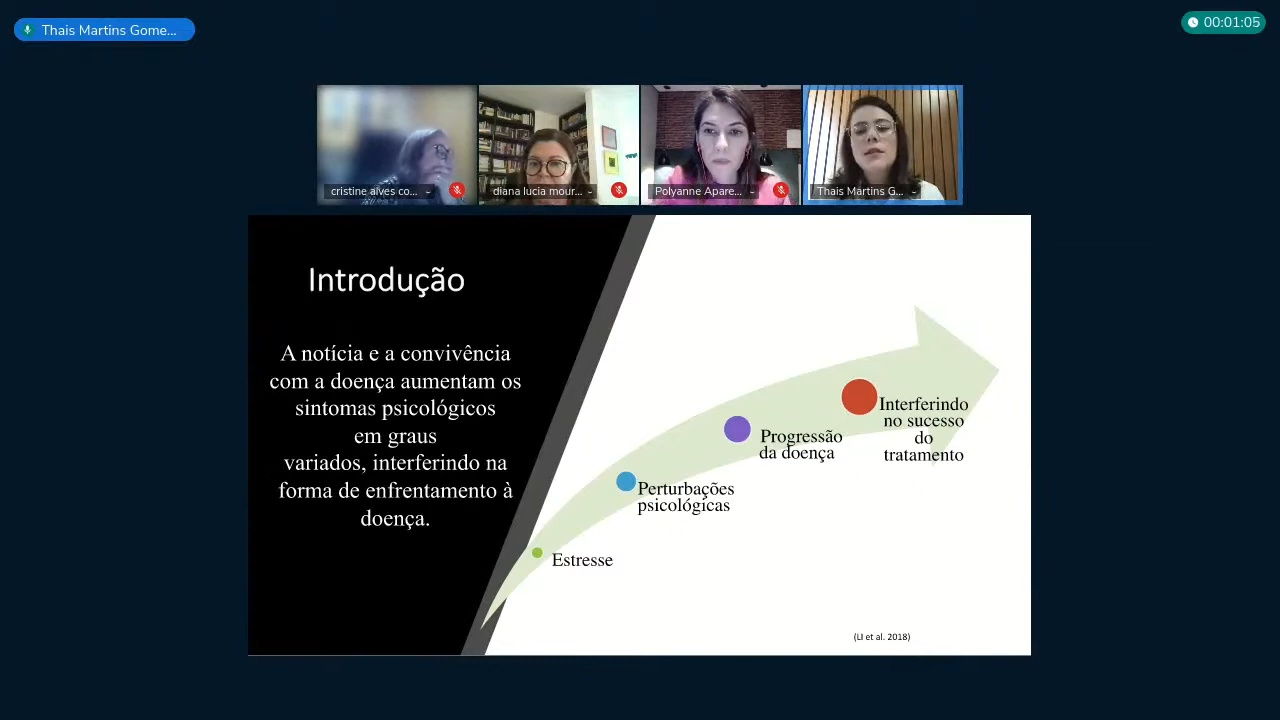 Thais Martins Gome...
00:01:05
cristine alves co...
diana lucia mour...
Polyanne Apare...
Thais Martins G...
Introdução
A notícia e a convivência
com a doença aumentam os
sintomas psicológicos
em graus
variados, interferindo na
forma de enfrentamento à
doença.
Interferindo
no sucesso
do
tratamento
Progressão
da doença
Perturbações
psicológicas
Estresse
(LI et al. 2018)